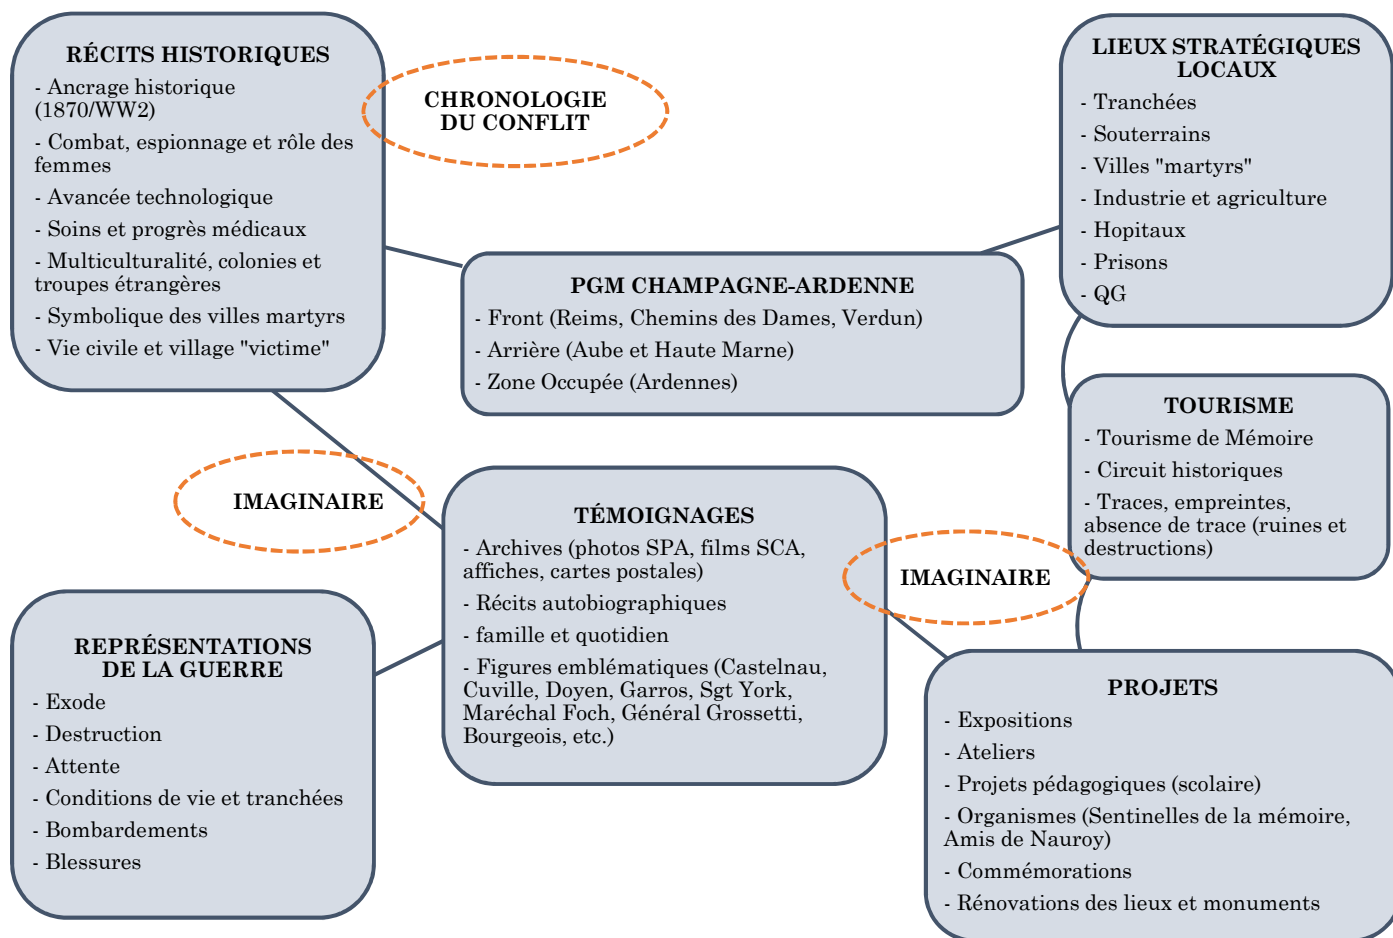 RÉCITS HISTORIQUES
- Ancrage historique
(1870/WW2)
- Combat, espionnage et rôle des
femmes
- Avancée technologique
- Soins et progrès médicaux
- Multiculturalité, colonies et
troupes étrangères
- Symbolique des villes martyrs
- Vie civile et village "victime"
CHRONOLOGIE
DU CONFLIT
LIEUX STRATÉGIQUES
LOCAUX
- Tranchées
- Souterrains
- Villes "martyrs"
- Industrie et agriculture
- Hopitaux
- Prisons
- QG
PGM CHAMPAGNE-ARDENNE
- Front (Reims, Chemins des Dames, Verdun)
- Arrière (Aube et Haute Marne)
- Zone Occupée (Ardennes)
TOURISME
- Tourisme de Mémoire
- Circuit historiques
- Traces, empreintes,
absence de trace (ruines et
destructions)
IMAGINAIRE
TÉMOIGNAGES
- Archives (photos SPA, films SCA,
affiches, cartes postales)
- Récits autobiographiques
- famille et quotidien
- Figures emblématiques (Castelnau,
Cuville, Doyen, Garros, Sgt York,
Maréchal Foch, Général Grossetti,
Bourgeois, etc.)
IMAGINAIRE
REPRÉSENTATIONS
DE LA GUERRE
- Exode
- Destruction
- Attente
- Conditions de vie et tranchées
- Bombardements
- Blessures
PROJETS
- Expositions
- Ateliers
- Projets pédagogiques (scolaire)
- Organismes (Sentinelles de la mémoire,
Amis de Nauroy)
- Commémorations
- Rénovations des lieux et monuments